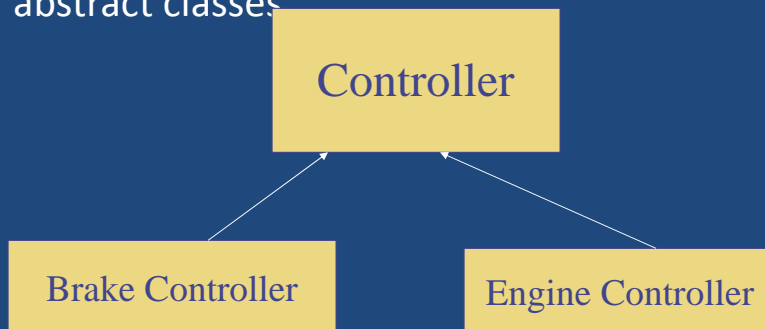 abstract classes
Controller
Brake Controller
Engine Controller